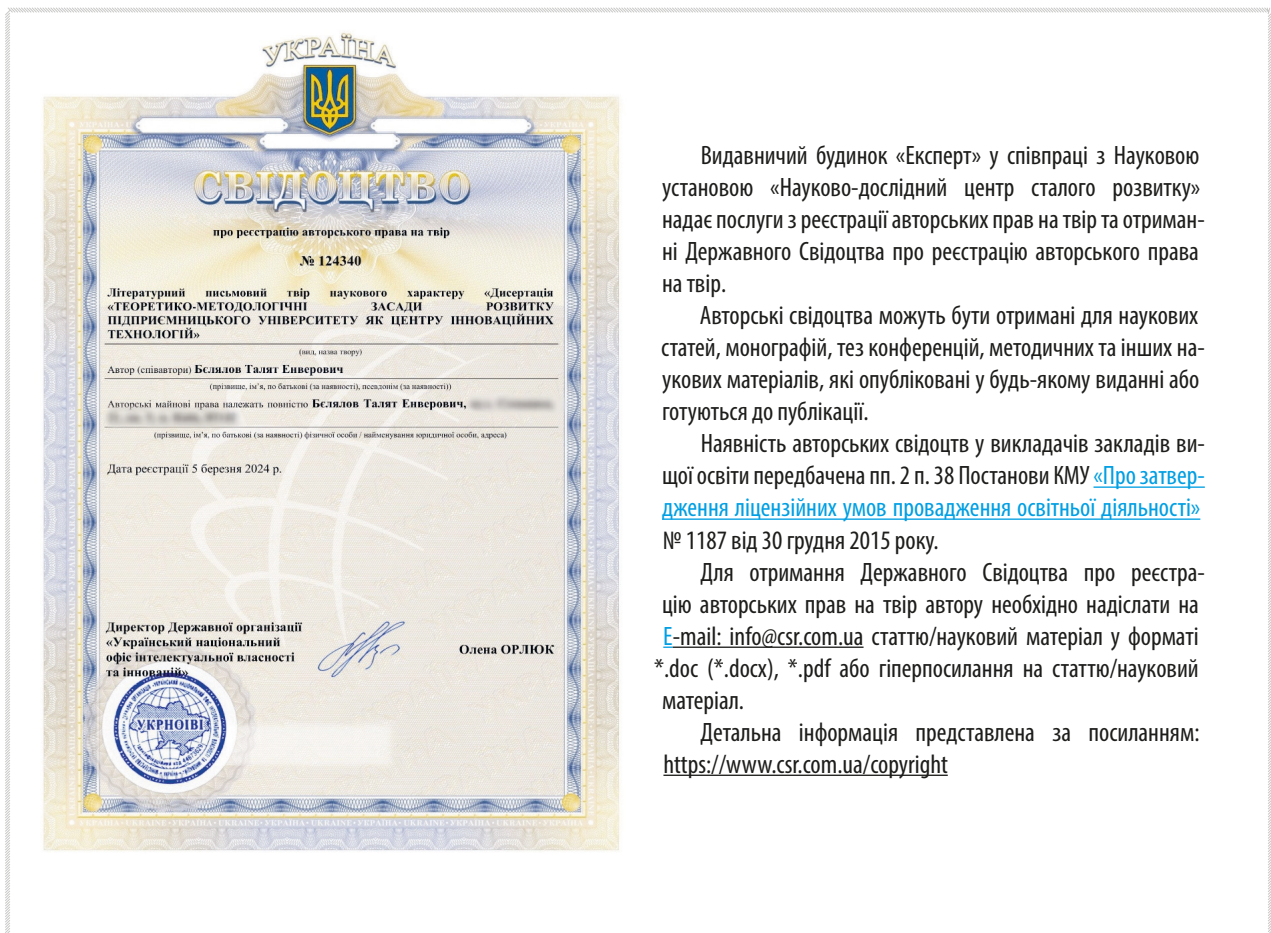 УКРАЇНА
СВІДОЦТВО
про реєстрацію авторського права на твір
№ 124340
Літературний письмовий твір наукового характеру «Дисертація
«ТЕОРЕТИКО-МЕТОДОЛОГІЧНІ ЗАСАДИ РОЗВИТКУ
ПІДПРИЄМНИЦЬКОГО УНІВЕРСИТЕТУ ЯК ЦЕНТРУ ІННОВАЦІЙНИХ
ТЕХНОЛОГІЙ»
(вид, назва твору)
Автор (співавтори) Бєлялов Талят Енверович
(прізвище, ім’я, по батькові (за наявності), псевдонім (за наявності))
Авторські майнові права належать повністю Бєлялов Талят Енверович,
(прізвище, ім’я, по батькові (за наявності) фізичної особи / найменування юридичної особи, адреса)
Дата реєстрації 5 березня 2024 р.
Директор Державної організації
«Український національний
офіс інтелектуальної власності
та інновацій»
Олена ОРЛЮК
УКРНОІВІ
Видавничий будинок «Експерт» у співпраці з Науковою
установою «Науково-дослідний центр сталого розвитку»
надає послуги з реєстрації авторських прав на твір та отриман-
ні Державного Свідоцтва про реєстрацію авторського права
на твір.
Авторські свідоцтва можуть бути отримані для наукових
статей, монографій, тез конференцій, методичних та інших на-
укових матеріалів, які опубліковані у будь-якому виданні або
готуються до публікації.
Наявність авторських свідоцтв у викладачів закладів ви-
щої освіти передбачена пп. 2 п. 38 Постанови КМУ «Про затвер-
дження ліцензійних умов провадження освітньої діяльності»
№ 1187 від 30 грудня 2015 року.
Для отримання Державного Свідоцтва про реєстра-
цію авторських прав на твір автору необхідно надіслати на
E-mail: info@csr.com.ua статтю/науковий матеріал у форматі
*.doc (*.docx), *.pdf або гіперпосилання на статтю/науковий
матеріал.
Детальна інформація представлена за посиланням:
https://www.csr.com.ua/copyright